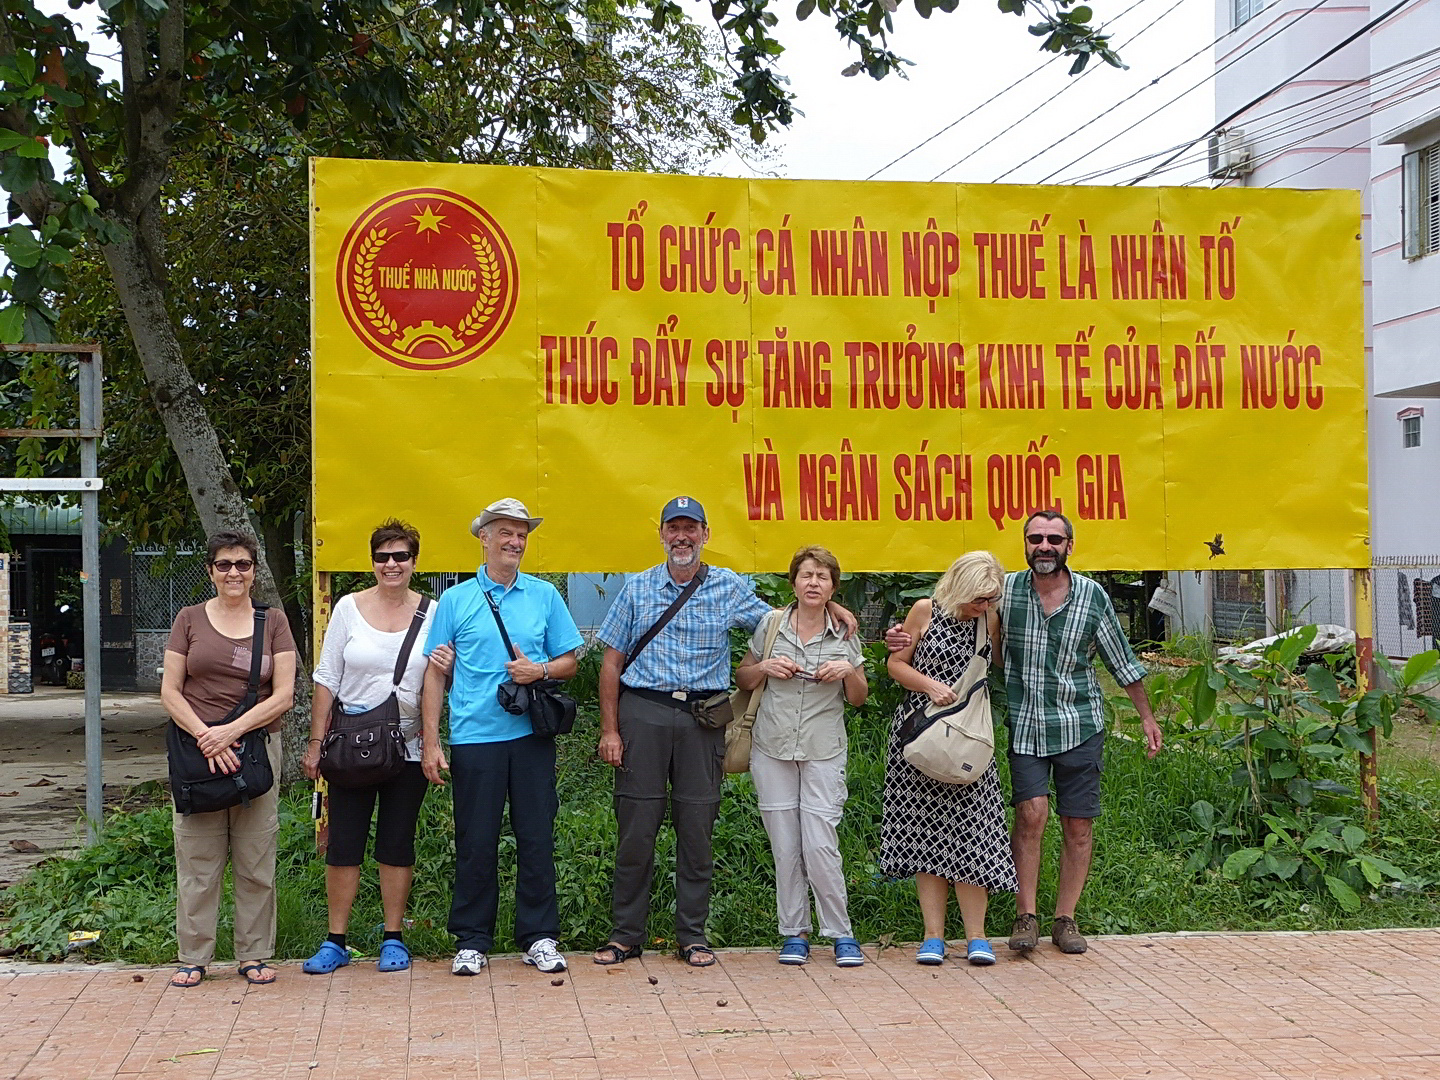 THUẾ NHÀ NƯỚC
TỔ CHỨC, CÁ NHÂN NỘP THUẾ LÀ NHÂN TỐ
THÚC ĐẨY SỰ TĂNG TRƯỞNG KINH TẾ CỦA ĐẤT NƯỚC
VÀ NGÂN SÁCH QUỐC GIA